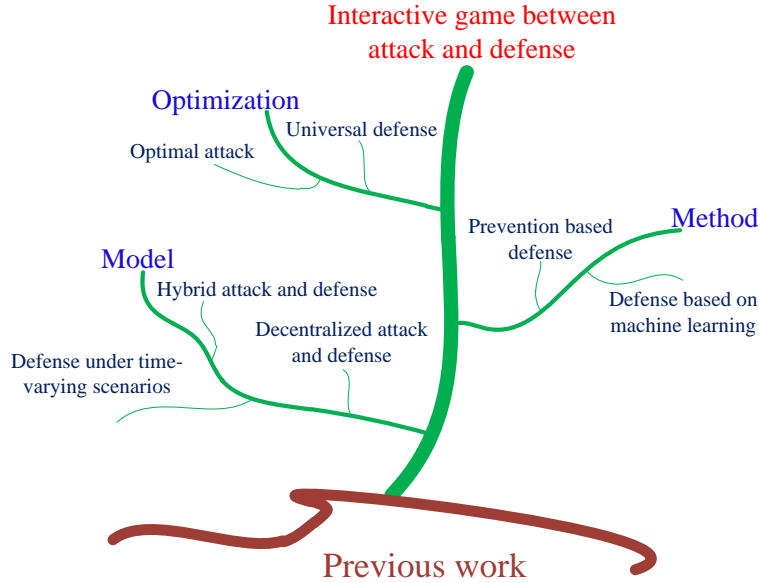 Interactive game between
attack and defense
Optimization
Universal defense
Optimal attack
Method
Prevention based
defense
Defense based on
machine learning
Model
Hybrid attack and defense
Decentralized attack
and defense
Defense under time-
varying scenarios
Previous work